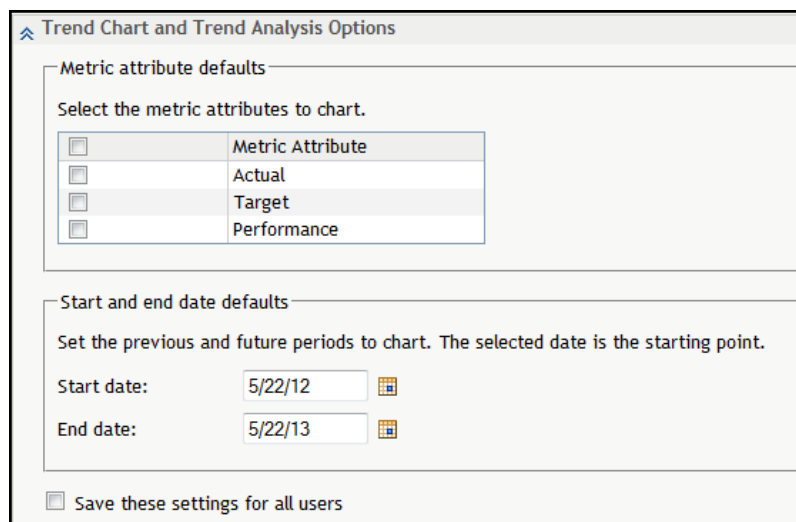 Trend Chart and Trend Analysis Options
Metric attribute defaults
Select the metric attributes to chart.
Metric Attribute
Actual
Target
Performance
Start and end date defaults
Set the previous and future periods to chart. The selected date is the starting point.
Start date: 5/22/12
End date: 5/22/13
Save these settings for all users